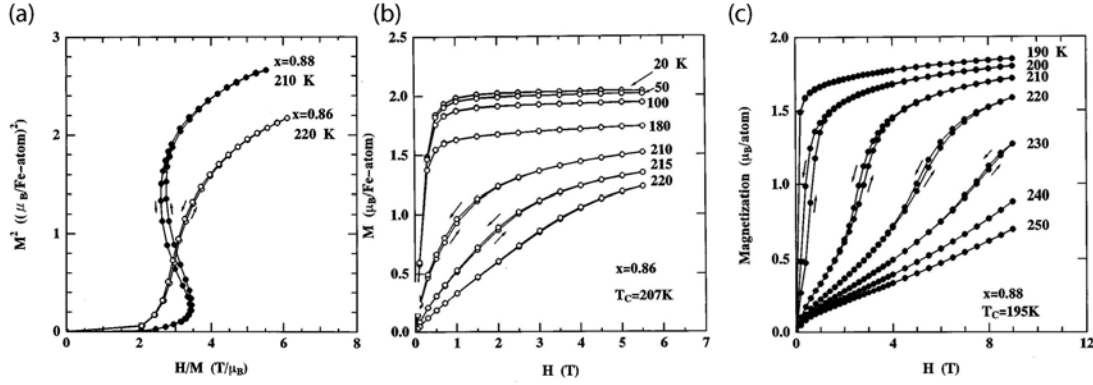 (a)
3
2
1
0
x=0.88
210 K
x=0.86
220 K
0 2 4 6 8
H/M (T/μB)
M² ((μB/Fe-atom)²)
(b)
2.5
2.0
1.5
1.0
0.5
0.0
20 K
50
100
180
210
215
220
x=0.86
TC=207K
0 1 2 3 4 5 6 7
H (T)
M (μB/Fe-atom)
(c)
2.0
1.5
1.0
0.5
0.0
190 K
200
210
220
230
240
250
x=0.88
TC=195K
0 3 6 9 12
H (T)
Magnetization (μB/atom)